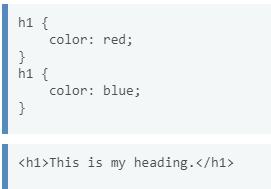 h1 {
    color: red;
}
h1 {
    color: blue;
}
<h1>This is my heading.</h1>